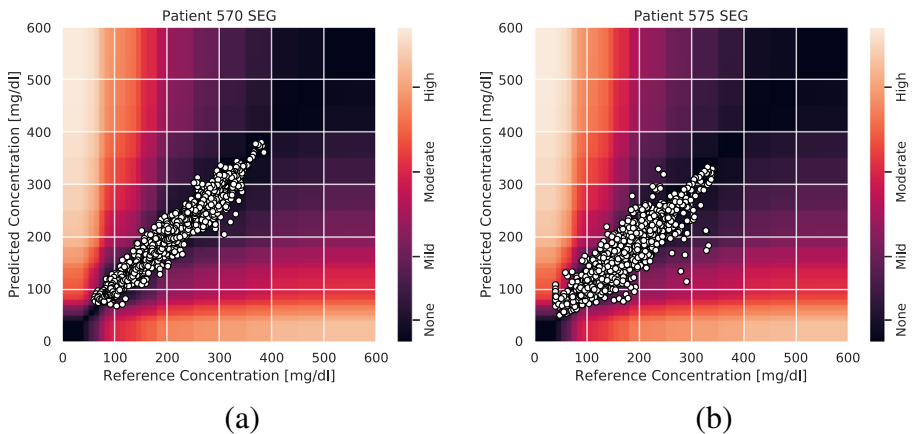 Patient 570 SEG
600
500
400
300
200
100
0
Predicted Concentration [mg/dl]
0 100 200 300 400 500 600
Reference Concentration [mg/dl]
High
Moderate
Mild
None
(a)
Patient 575 SEG
600
500
400
300
200
100
0
Predicted Concentration [mg/dl]
0 100 200 300 400 500 600
Reference Concentration [mg/dl]
High
Moderate
Mild
None
(b)